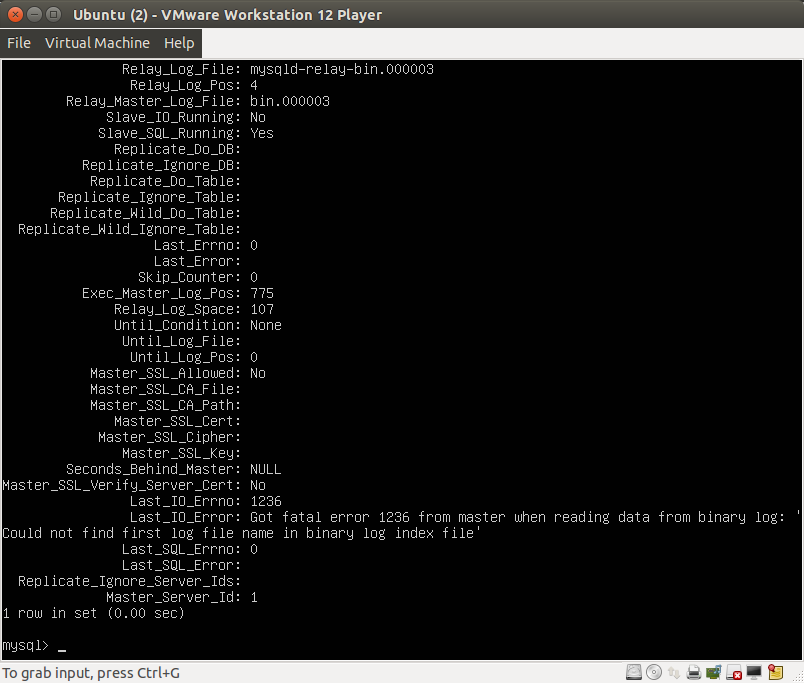 Ubuntu (2) - VMware Workstation 12 Player
File Virtual Machine Help
Relay_Log_File: mysqld-relay-bin.000003
Relay_Log_Pos: 4
Relay_Master_Log_File: bin.000003
Slave_IO_Running: No
Slave_SQL_Running: Yes
Replicate_Do_DB:
Replicate_Ignore_DB:
Replicate_Do_Table:
Replicate_Ignore_Table:
Replicate_Wild_Do_Table:
Replicate_Wild_Ignore_Table:
Last_Errno: 0
Last_Error:
Skip_Counter: 0
Exec_Master_Log_Pos: 775
Relay_Log_Space: 107
Until_Condition: None
Until_Log_File:
Until_Log_Pos: 0
Master_SSL_Allowed: No
Master_SSL_CA_File:
Master_SSL_CA_Path:
Master_SSL_Cert:
Master_SSL_Cipher:
Master_SSL_Key:
Seconds_Behind_Master: NULL
Master_SSL_Verify_Server_Cert: No
Last_IO_Errno: 1236
Last_IO_Error: Got fatal error 1236 from master when reading data from binary log: '
Could not find first log file name in binary log index file'
Last_SQL_Errno: 0
Last_SQL_Error:
Replicate_Ignore_Server_Ids:
Master_Server_Id: 1
1 row in set (0.00 sec)
mysql> _
To grab input, press Ctrl+G